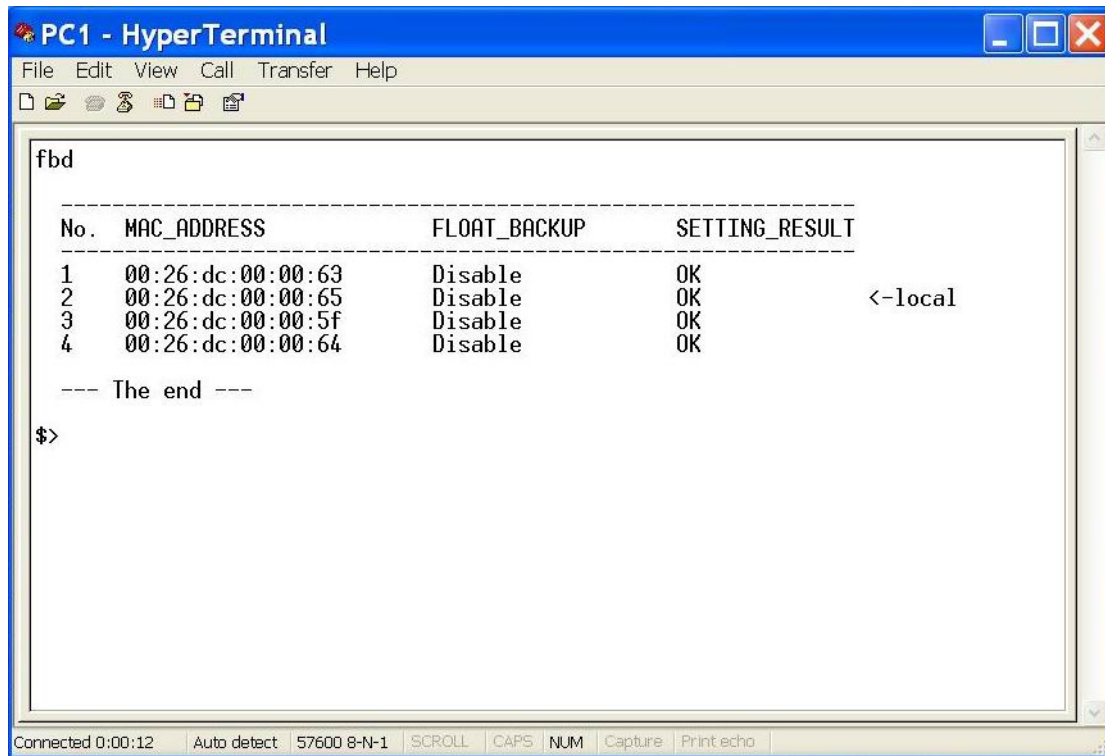 PC1 - HyperTerminal
File Edit View Call Transfer Help
fbd
--------------------------------------------------------------
No. MAC_ADDRESS FLOAT_BACKUP SETTING_RESULT
--------------------------------------------------------------
1 00:26:dc:00:00:63 Disable OK
2 00:26:dc:00:00:65 Disable OK <-local
3 00:26:dc:00:00:5f Disable OK
4 00:26:dc:00:00:64 Disable OK
--- The end ---
$>
Connected 0:00:12 Auto detect 57600 8-N-1 SCROLL CAPS NUM Capture Print echo